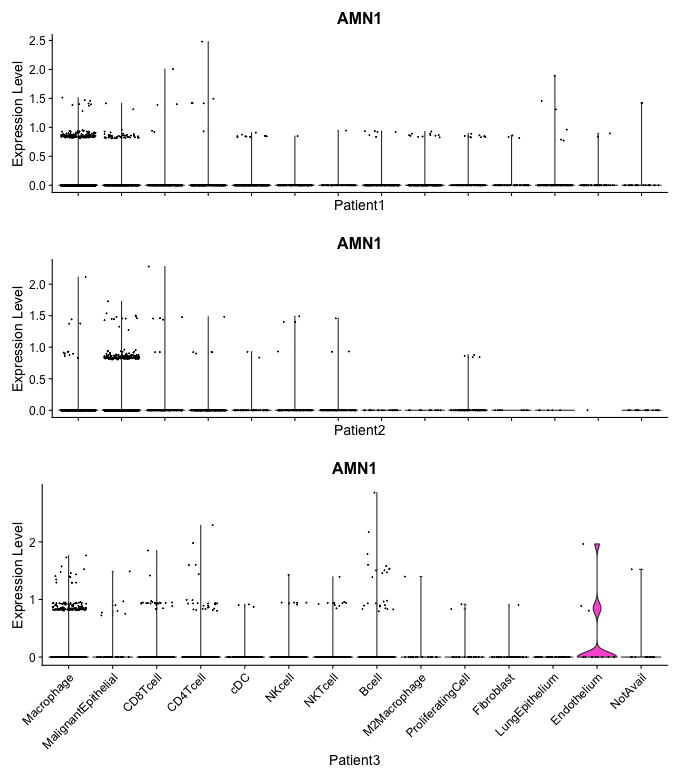 AMN1
Expression Level
2.5
2.0
1.5
1.0
0.5
0.0
Patient1
AMN1
Expression Level
2.0
1.5
1.0
0.5
0.0
Patient2
AMN1
Expression Level
2
1
0
Macrophage
MalignantEpithelial
CD8Tcell
CD4Tcell
cDC
NKcell
NKTcell
Bcell
M2Macrophage
ProliferatingCell
Fibroblast
LungEpithelium
Endothelium
NotAvail
Patient3